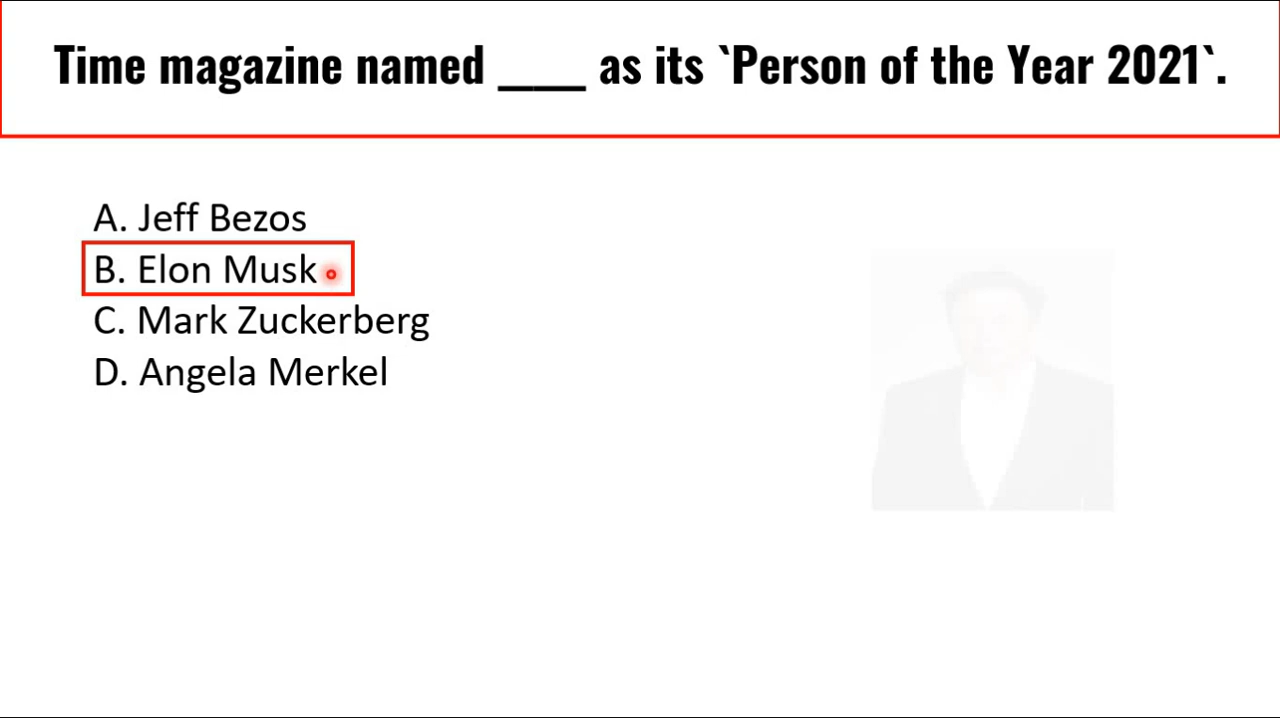 Time magazine named ____ as its `Person of the Year 2021`.
A. Jeff Bezos
B. Elon Musk
C. Mark Zuckerberg
D. Angela Merkel